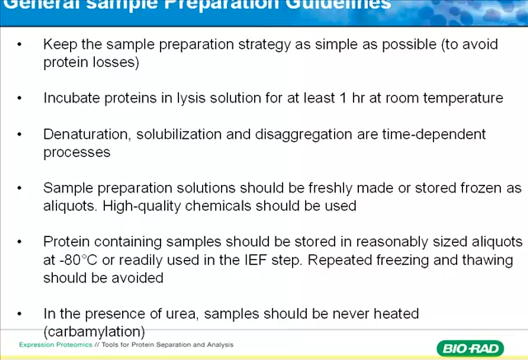 General sample Preparation Guidelines
• Keep the sample preparation strategy as simple as possible (to avoid
protein losses)
• Incubate proteins in lysis solution for at least 1 hr at room temperature
• Denaturation, solubilization and disaggregation are time-dependent
processes
• Sample preparation solutions should be freshly made or stored frozen as
aliquots. High-quality chemicals should be used
• Protein containing samples should be stored in reasonably sized aliquots
at -80°C or readily used in the IEF step. Repeated freezing and thawing
should be avoided
• In the presence of urea, samples should be never heated
(carbamylation)
Expression Proteomics // Tools for Protein Separation and Analysis
BIO-RAD